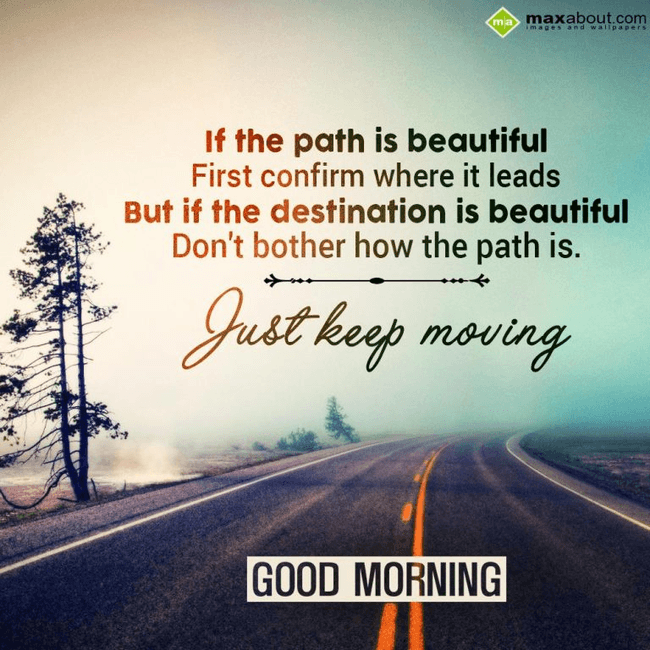 ma maxabout.com
images and wallpapers
If the path is beautiful
First confirm where it leads
But if the destination is beautiful
Don't bother how the path is.
Just keep moving
GOOD MORNING